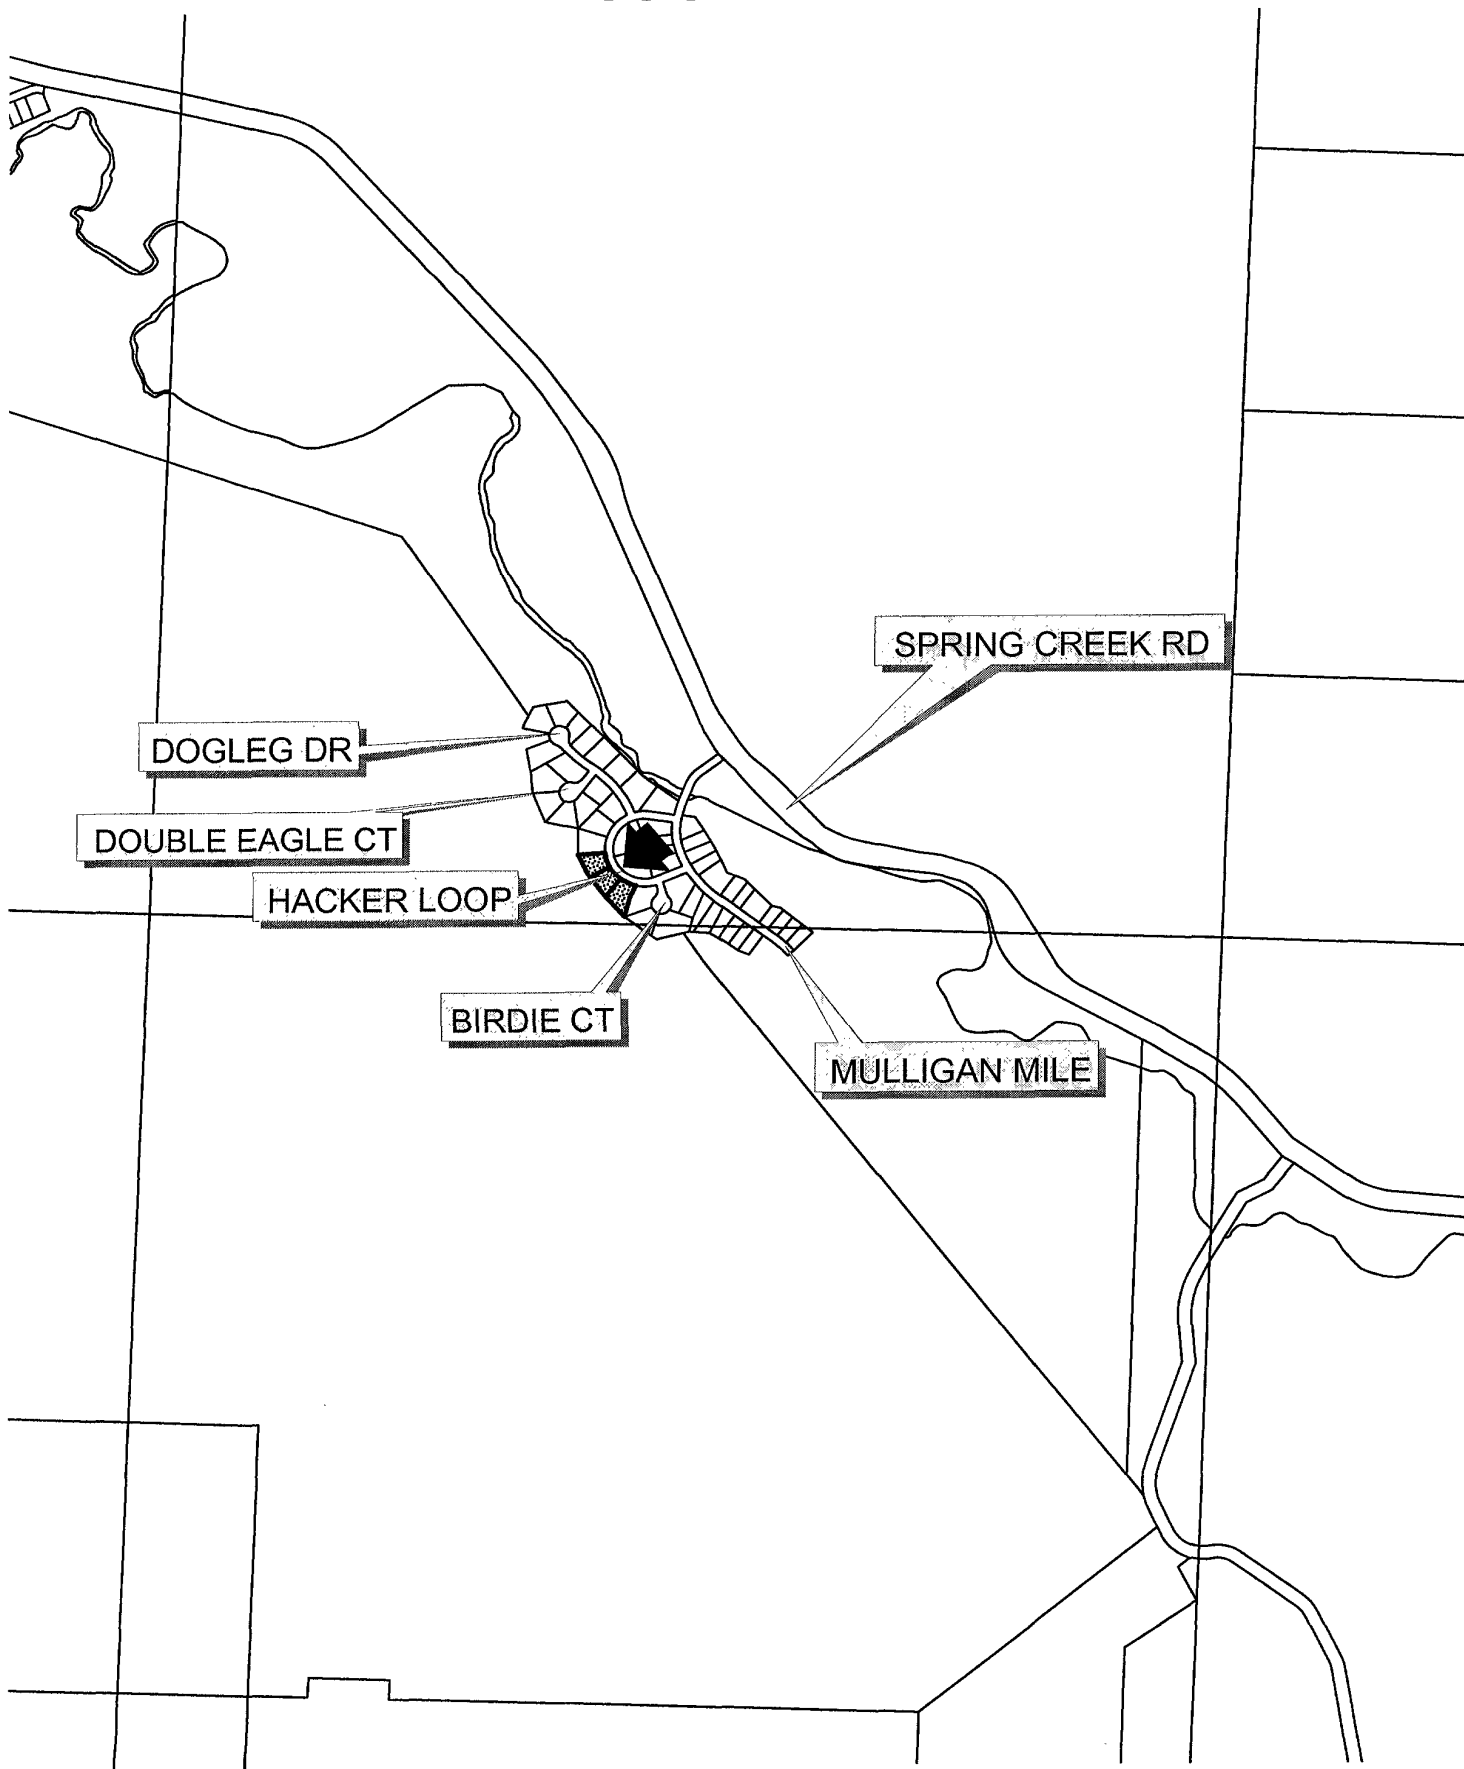 SPRING CREEK RD
DOGLEG DR
DOUBLE EAGLE CT
HACKER LOOP
BIRDIE CT
MULLIGAN MILE